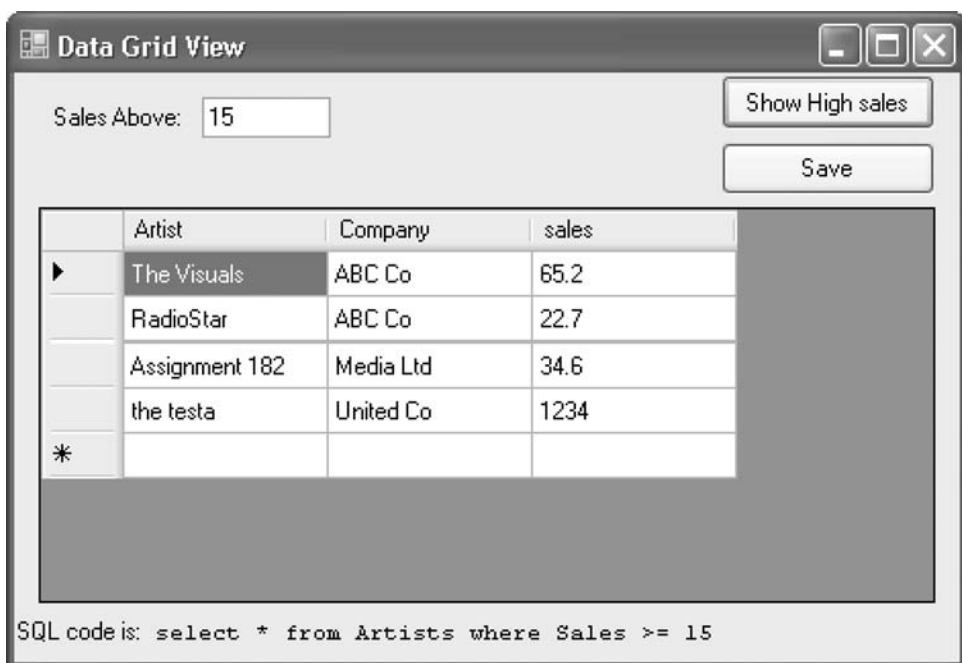 Data Grid View
Sales Above: 15
Show High sales
Save
Artist Company sales
The Visuals ABC Co 65.2
RadioStar ABC Co 22.7
Assignment 182 Media Ltd 34.6
the testa United Co 1234
SQL code is: select * from Artists where Sales >= 15